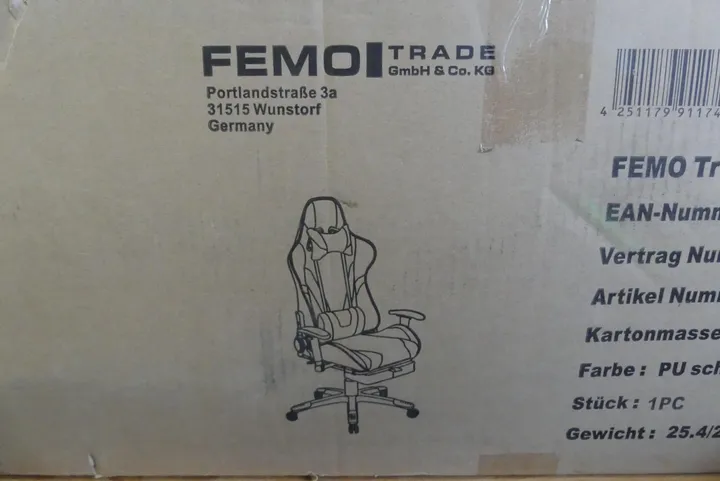 FEMO TRADE
GmbH & Co. KG
Portlandstraße 3a
31515 Wunstorf
Germany
4 251179 91174
FEMO Tr
EAN-Numm
Vertrag Nu
Artikel Numm
Kartonmasse
Farbe : PU sch
Stück : 1PC
Gewicht : 25.4/2